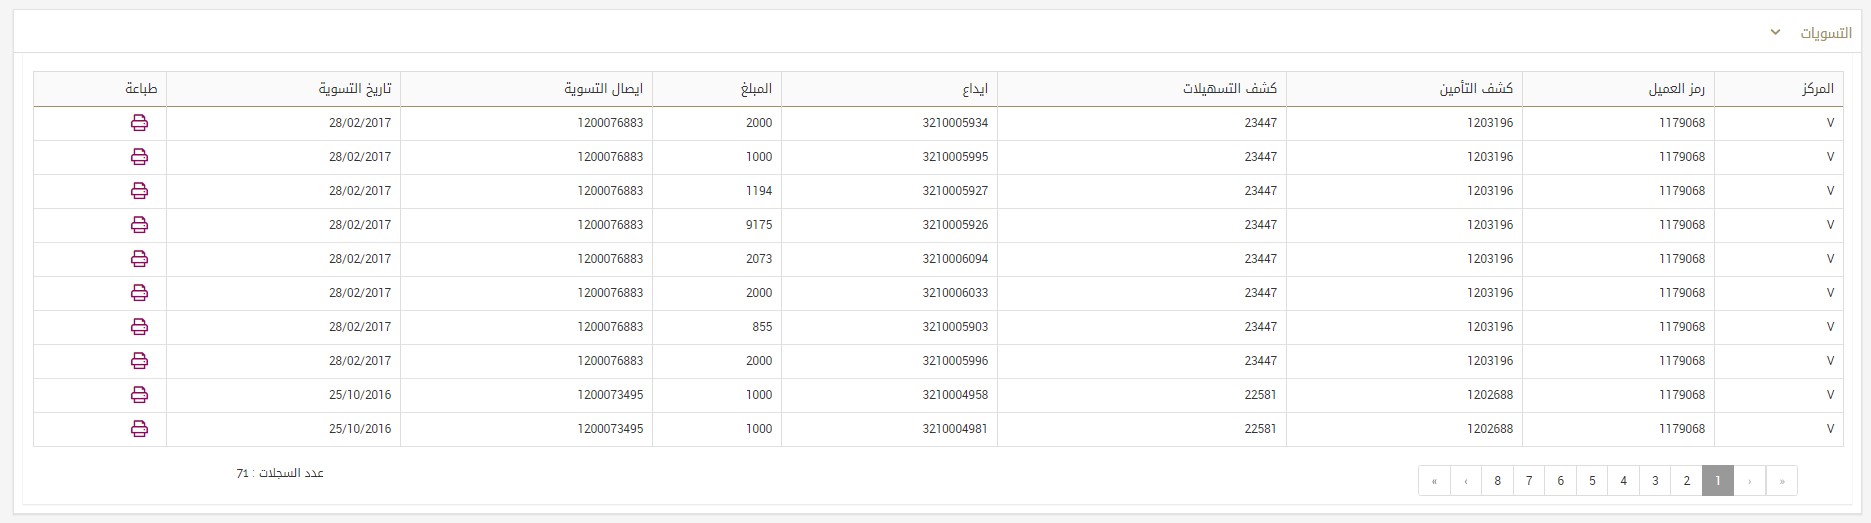 التسويات
المركز رمز العميل كشف التأمين كشف التسهيلات ايداع المبلغ ايصال التسوية تاريخ التسوية طباعة
V 1179068 1203196 23447 3210005934 2000 1200076883 28/02/2017
V 1179068 1203196 23447 3210005995 1000 1200076883 28/02/2017
V 1179068 1203196 23447 3210005927 1194 1200076883 28/02/2017
V 1179068 1203196 23447 3210005926 9175 1200076883 28/02/2017
V 1179068 1203196 23447 3210006094 2073 1200076883 28/02/2017
V 1179068 1203196 23447 3210006033 2000 1200076883 28/02/2017
V 1179068 1203196 23447 3210005903 855 1200076883 28/02/2017
V 1179068 1203196 23447 3210005996 2000 1200076883 28/02/2017
V 1179068 1202688 22581 3210004958 1000 1200073495 25/10/2016
V 1179068 1202688 22581 3210004981 1000 1200073495 25/10/2016
« ‹ 1 2 3 4 5 6 7 8 › »
عدد السجلات : 71